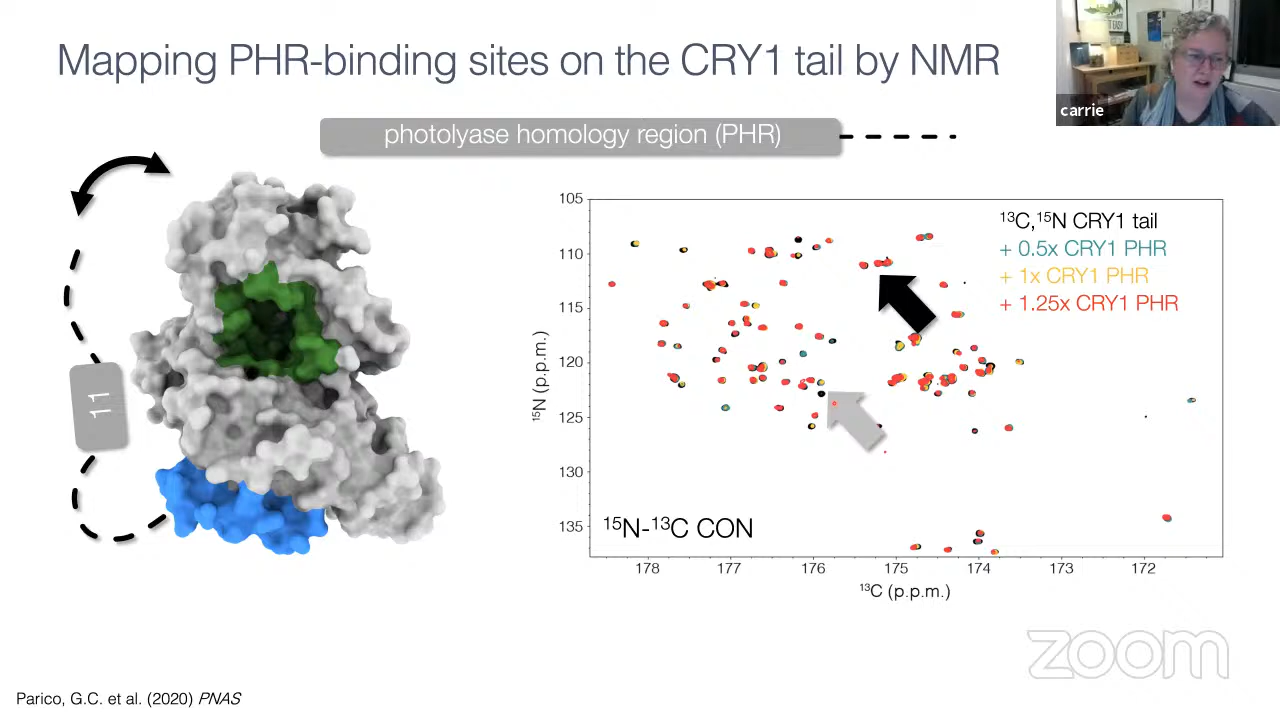 Mapping PHR-binding sites on the CRY1 tail by NMR
carrie
photolyase homology region (PHR)
11
105
110
115
120
125
130
135
¹⁵N (p.p.m.)
¹³C,¹⁵N CRY1 tail
+ 0.5x CRY1 PHR
+ 1x CRY1 PHR
+ 1.25x CRY1 PHR
¹⁵N-¹³C CON
178 177 176 175 174 173 172
¹³C (p.p.m.)
zoom
Parico, G.C. et al. (2020) PNAS